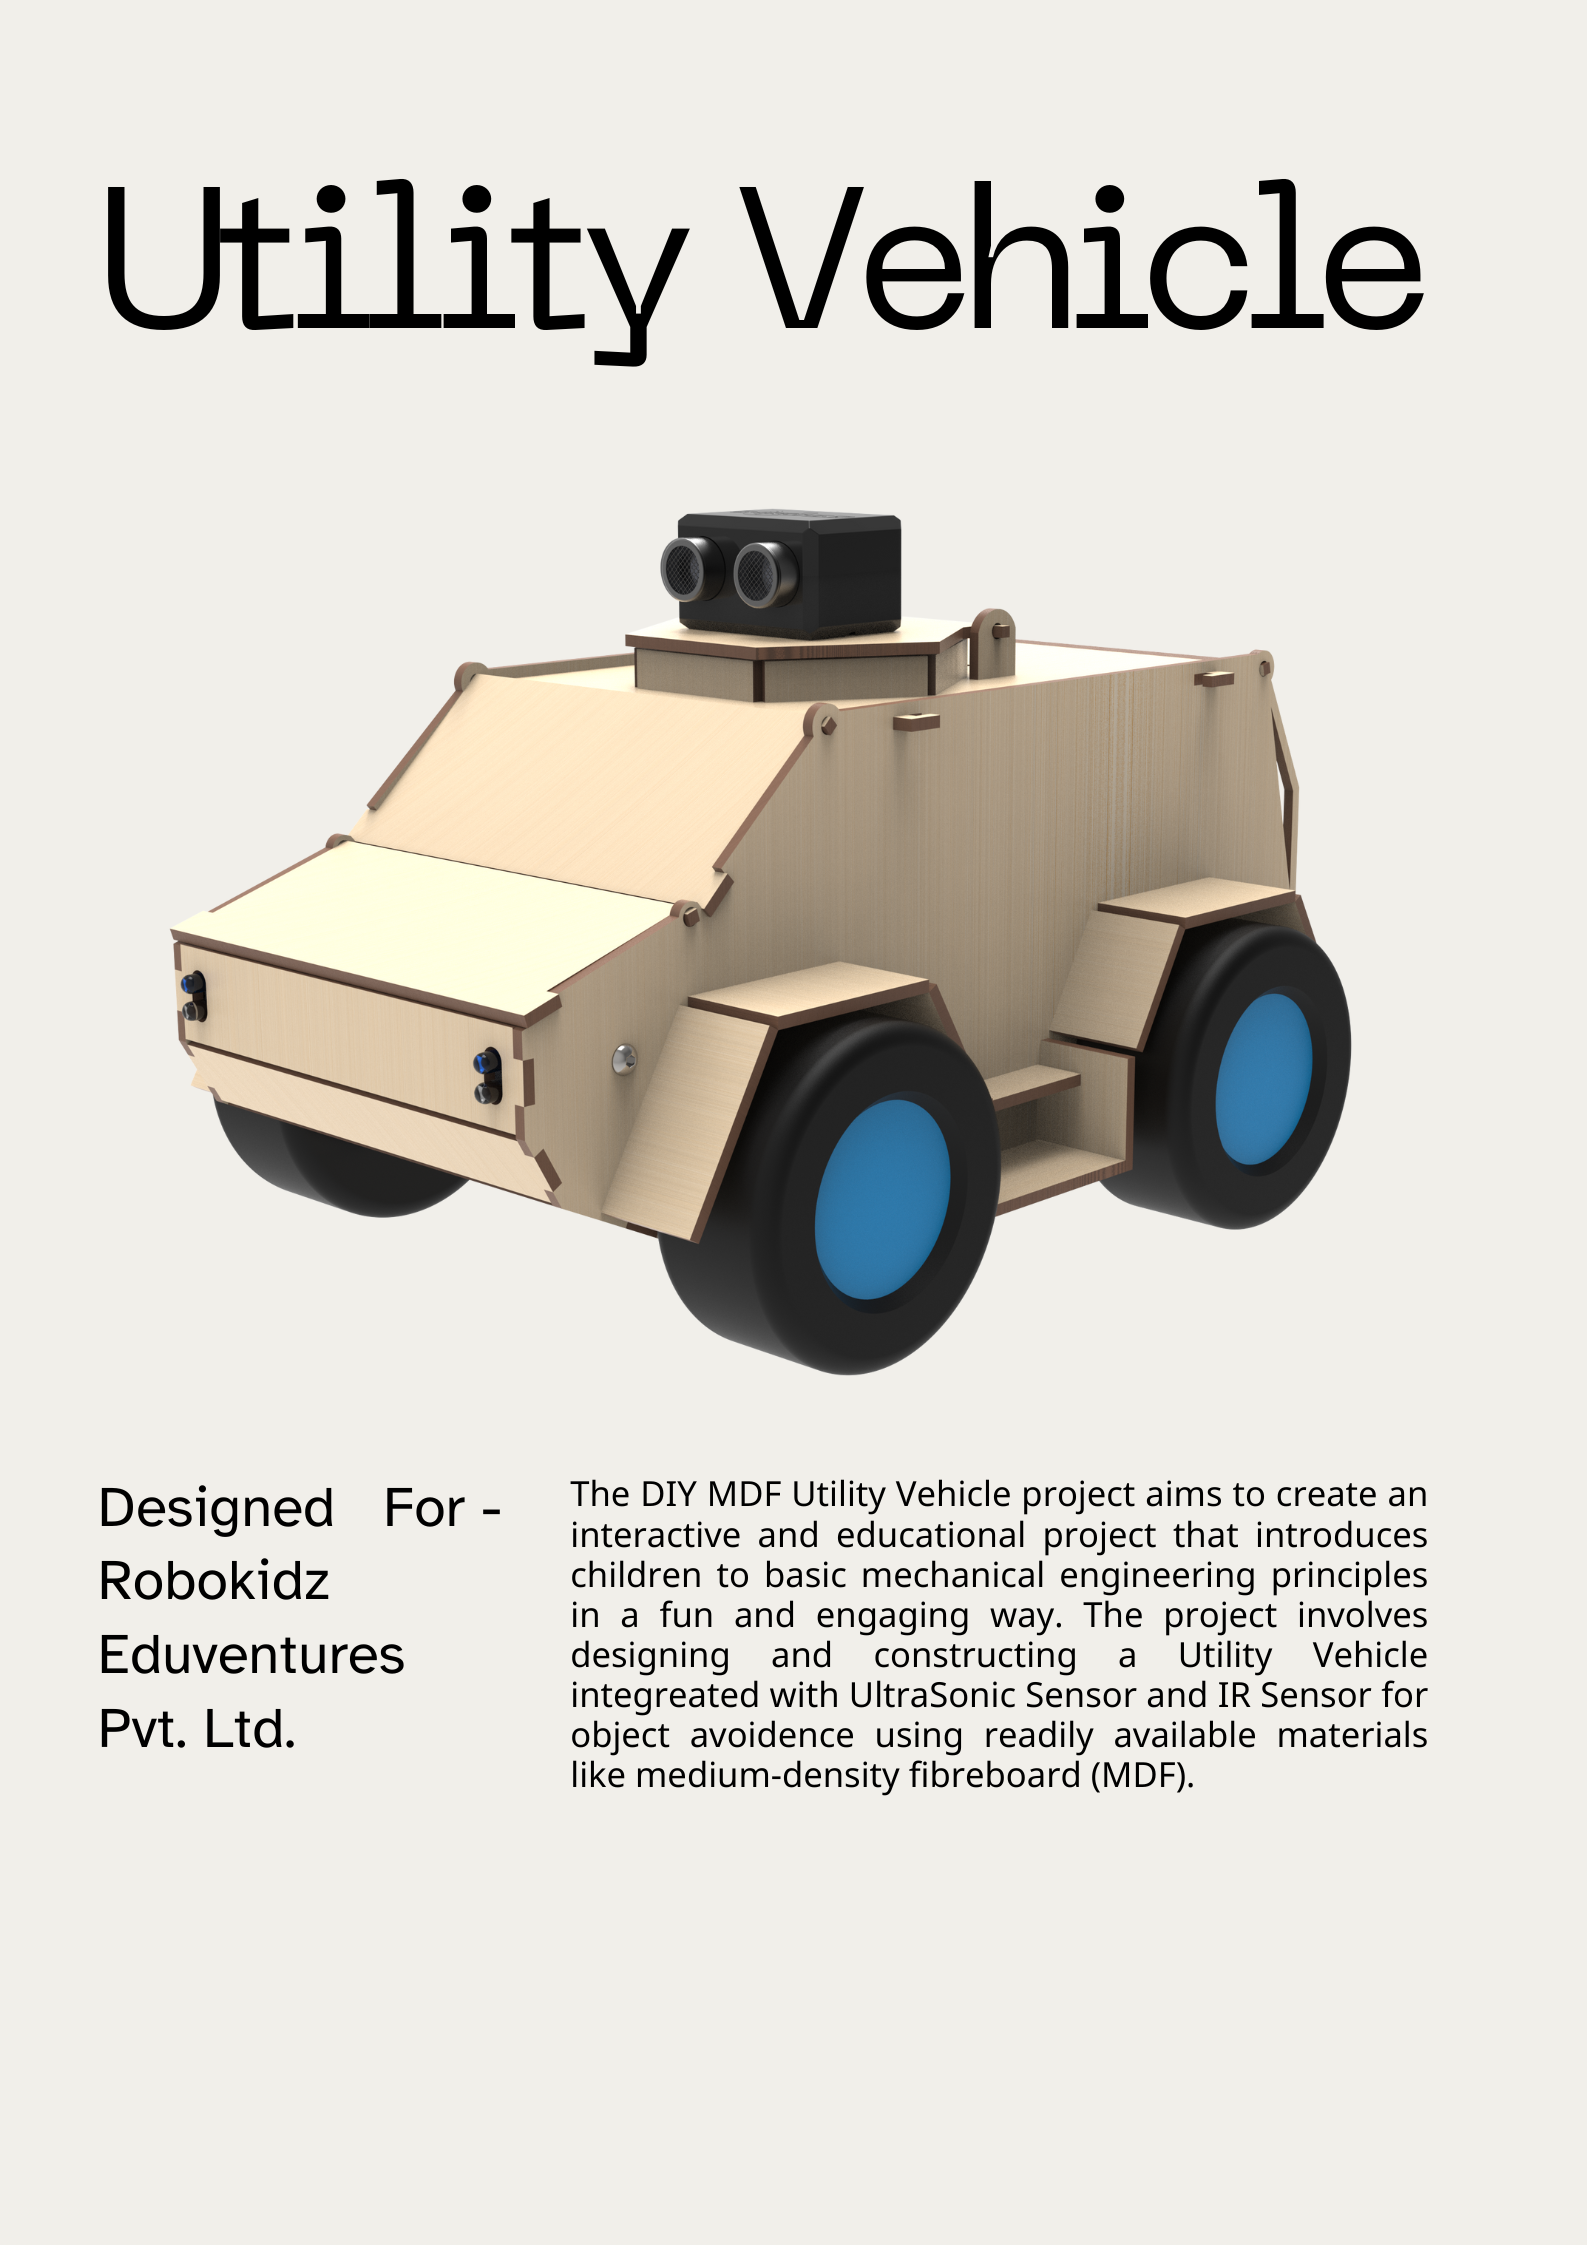 Utility Vehicle
Designed For -
Robokidz
Eduventures
Pvt. Ltd.
The DIY MDF Utility Vehicle project aims to create an
interactive and educational project that introduces
children to basic mechanical engineering principles
in a fun and engaging way. The project involves
designing and constructing a Utility Vehicle
integreated with UltraSonic Sensor and IR Sensor for
object avoidence using readily available materials
like medium-density fibreboard (MDF).